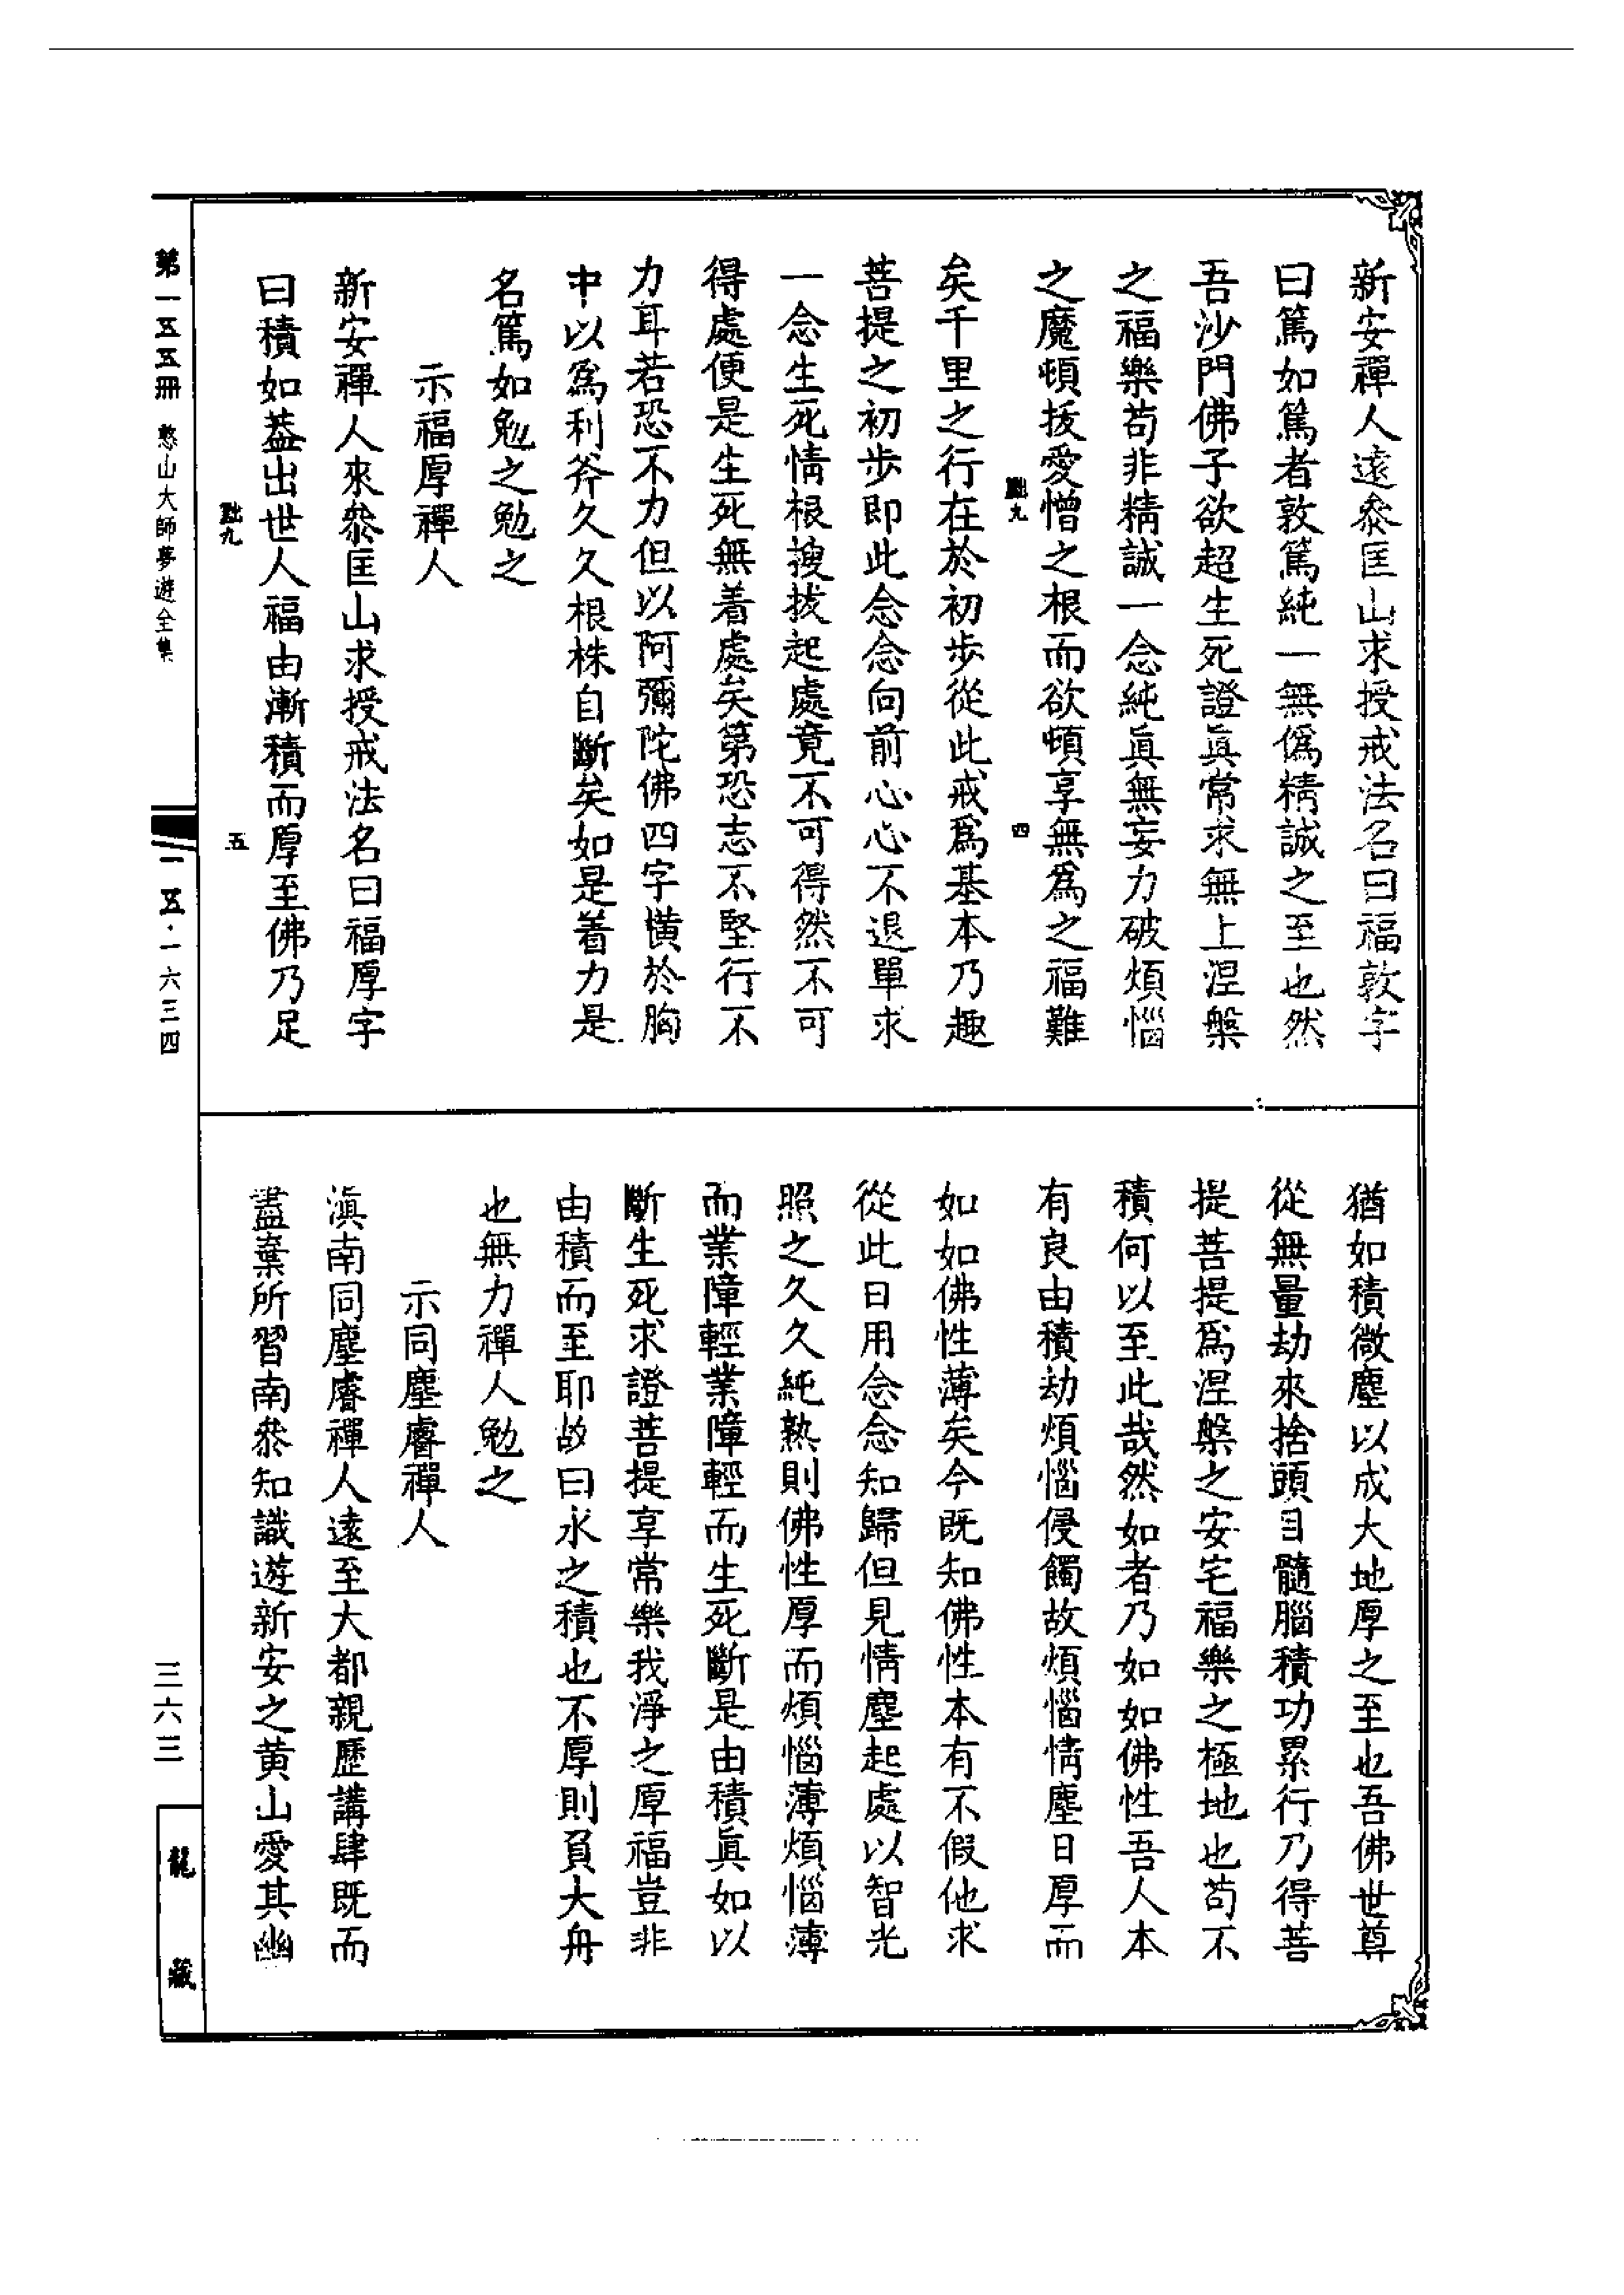 新安禪人遠叅匡山求授戒法名曰福敦字
曰篤如篤者敦篤純一無僞精誠之至也然
吾沙門佛子欲超生死證眞常求無上涅槃
之福樂苟非精誠一念純眞無妄力破煩惱
之魔頓拔愛憎之根而欲頓享無爲之福難
黜九
四
矣千里之行在於初步從此戒爲基本乃趣
菩提之初步即此念念向前心心不退單求
一念生死情根搜拔起處竟不可得然不可
得處便是生死無着處矣第恐志不堅行不
力耳若恐不力但以阿彌陀佛四字橫於胸
中以爲利斧久久根株自斷矣如是着力是
名篤如勉之勉之
示福厚禪人
新安禪人來叅匡山求授戒法名曰福厚字
曰積如葢出世人福由漸積而厚至佛乃足
黜九
五
猶如積微塵以成大地厚之至也吾佛世尊
從無量劫來捨頭目髓腦積功累行乃得菩
提菩提爲涅槃之安宅福樂之極地也苟不
積何以至此哉然如者乃如如佛性吾人本
有良由積劫煩惱侵蠲故煩惱情塵日厚而
如如佛性薄矣今既知佛性本有不假他求
從此日用念念知歸但見情塵起處以智光
照之久久純熟則佛性厚而煩惱薄煩惱薄
而業障輕業障輕而生死斷是由積眞如以
斷生死求證菩提享常樂我淨之厚福豈非
由積而至耶故曰水之積也不厚則負大舟
也無力禪人勉之
示同塵睿禪人
滇南同塵睿禪人遠至大都親歷講肆既而
盡棄所習南叅知識遊新安之黃山愛其幽
第一五五冊 憨山大師夢遊全集
一五·一六三四
三六三
龍藏